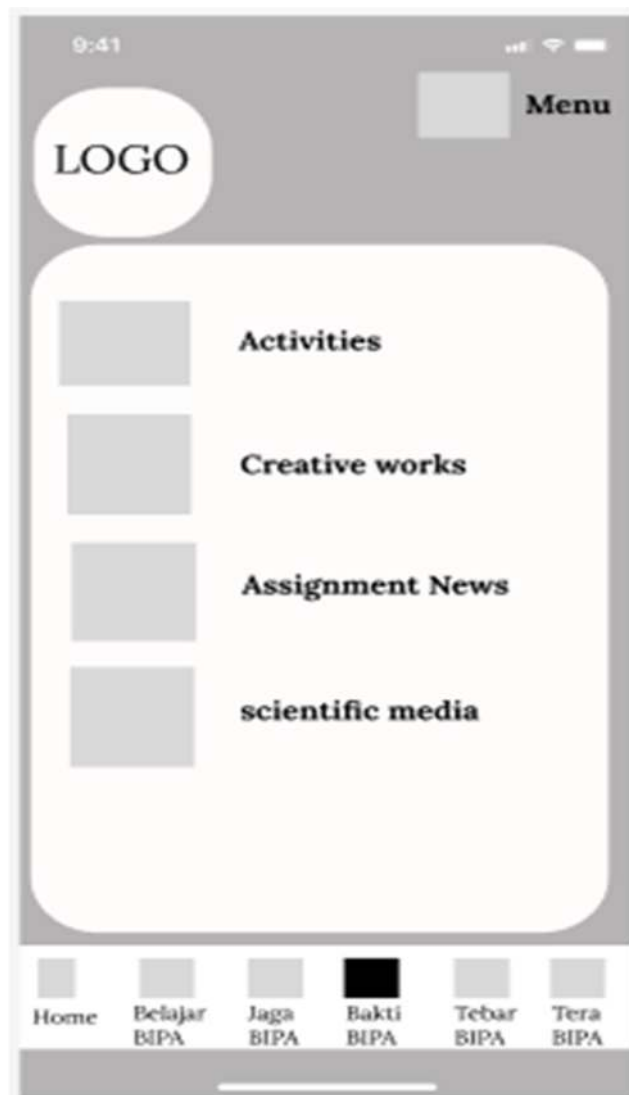 9:41
Menu
LOGO
Activities
Creative works
Assignment News
scientific media
Home
Belajar
BIPA
Jaga
BIPA
Bakti
BIPA
Tebar
BIPA
Tera
BIPA